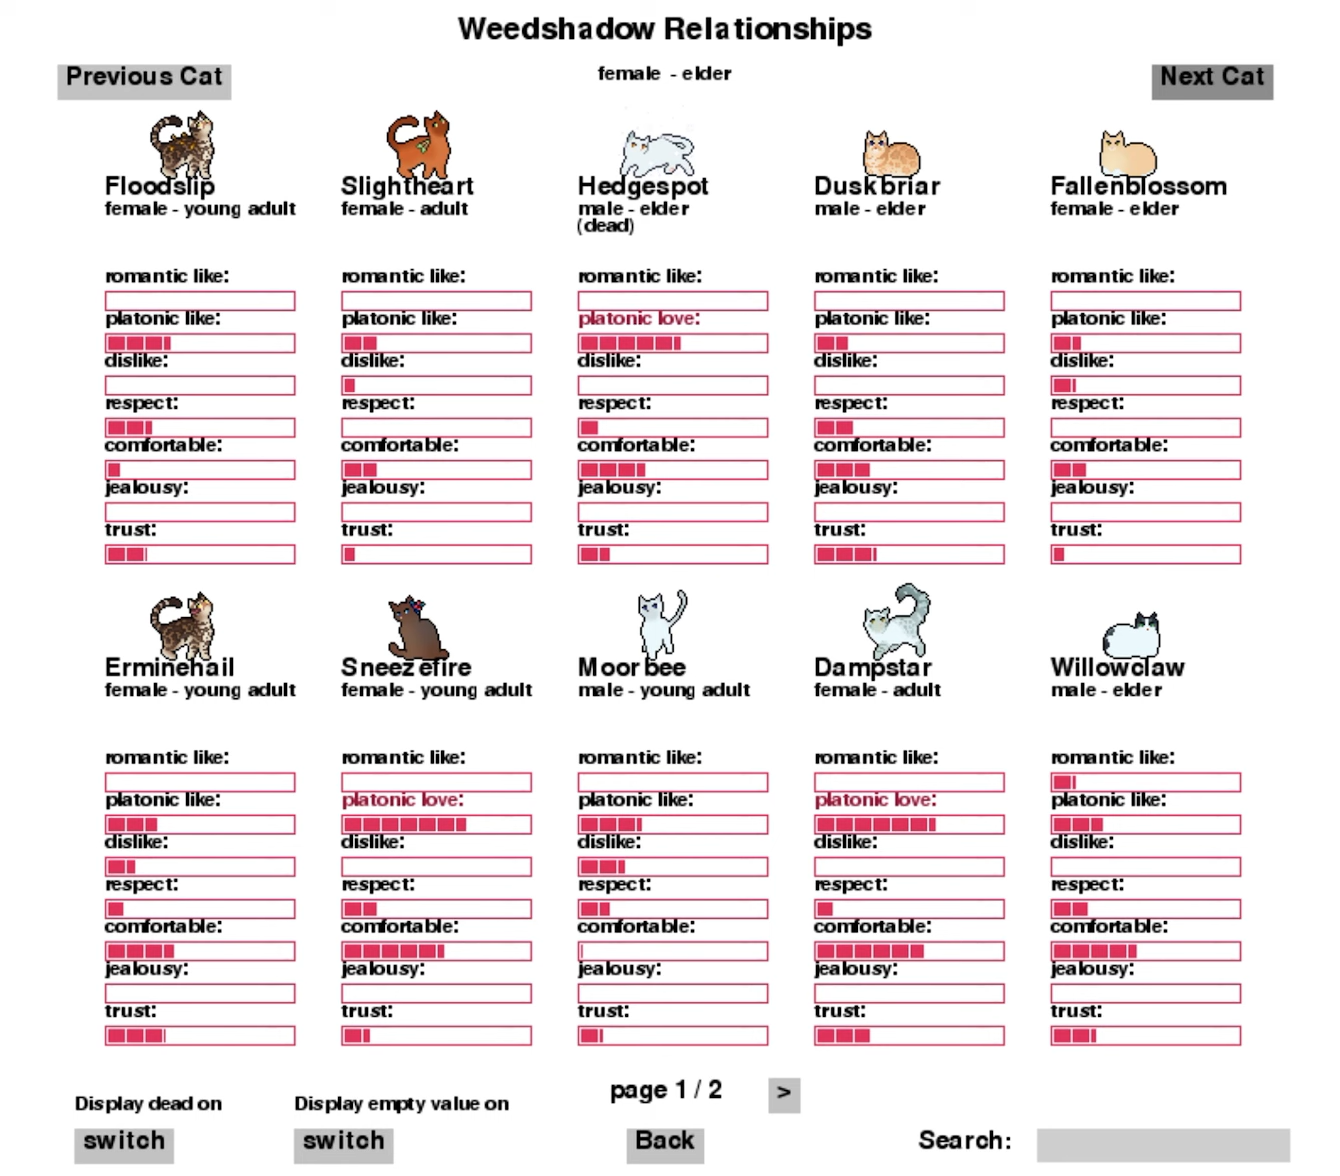 Weedshadow Relationships
Previous Cat
female - elder
Next Cat
Floodslip Slightheart Hedgespot Duskbriar Fallenblossom
female - young adult female - adult male - elder male - elder female - elder
(dead)
romantic like: romantic like: romantic like: romantic like: romantic like:
platonic like: platonic like: platonic love: platonic like: platonic like:
dislike: dislike: dislike: dislike: dislike:
respect: respect: respect: respect: respect:
comfortable: comfortable: comfortable: comfortable: comfortable:
jealousy: jealousy: jealousy: jealousy: jealousy:
trust: trust: trust: trust: trust:
Erminehail Sneezefire Moorbee Dampstar Willowclaw
female - young adult female - young adult male - young adult female - adult male - elder
romantic like: romantic like: romantic like: romantic like: romantic like:
platonic like: platonic love: platonic like: platonic love: platonic like:
dislike: dislike: dislike: dislike: dislike:
respect: respect: respect: respect: respect:
comfortable: comfortable: comfortable: comfortable: comfortable:
jealousy: jealousy: jealousy: jealousy: jealousy:
trust: trust: trust: trust: trust:
page 1 / 2 >
Display dead on Display empty value on
switch switch Back Search: